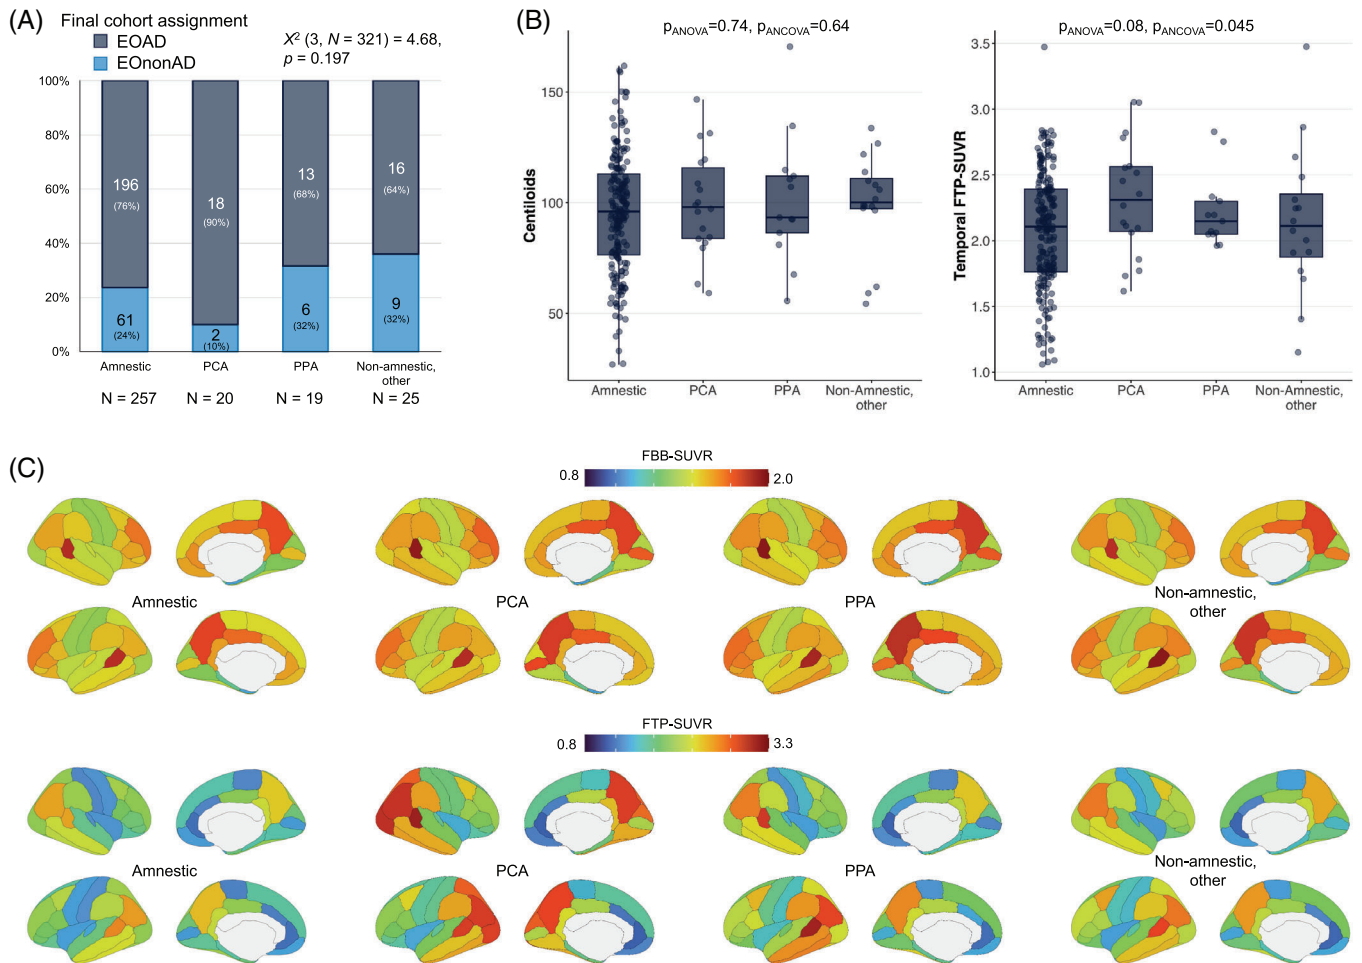 (A)
Final cohort assignment
EOAD
EOnonAD
X² (3, N = 321) = 4.68,
p = 0.197
100%
80%
60%
40%
20%
0%
196
(76%)
18
(90%)
13
(68%)
16
(64%)
61
(24%)
2
(10%)
6
(32%)
9
(32%)
Amnestic
PCA
PPA
Non-amnestic,
other
N = 257
N = 20
N = 19
N = 25
(B)
pANOVA=0.74, pANCOVA=0.64
Centiloids
150
100
50
Amnestic
PCA
PPA
Non-Amnestic,
other
pANOVA=0.08, pANCOVA=0.045
Temporal FTP-SUVR
3.5
3.0
2.5
2.0
1.5
1.0
Amnestic
PCA
PPA
Non-Amnestic,
other
(C)
FBB-SUVR
0.8
2.0
Amnestic
PCA
PPA
Non-amnestic,
other
FTP-SUVR
0.8
3.3
Amnestic
PCA
PPA
Non-amnestic,
other